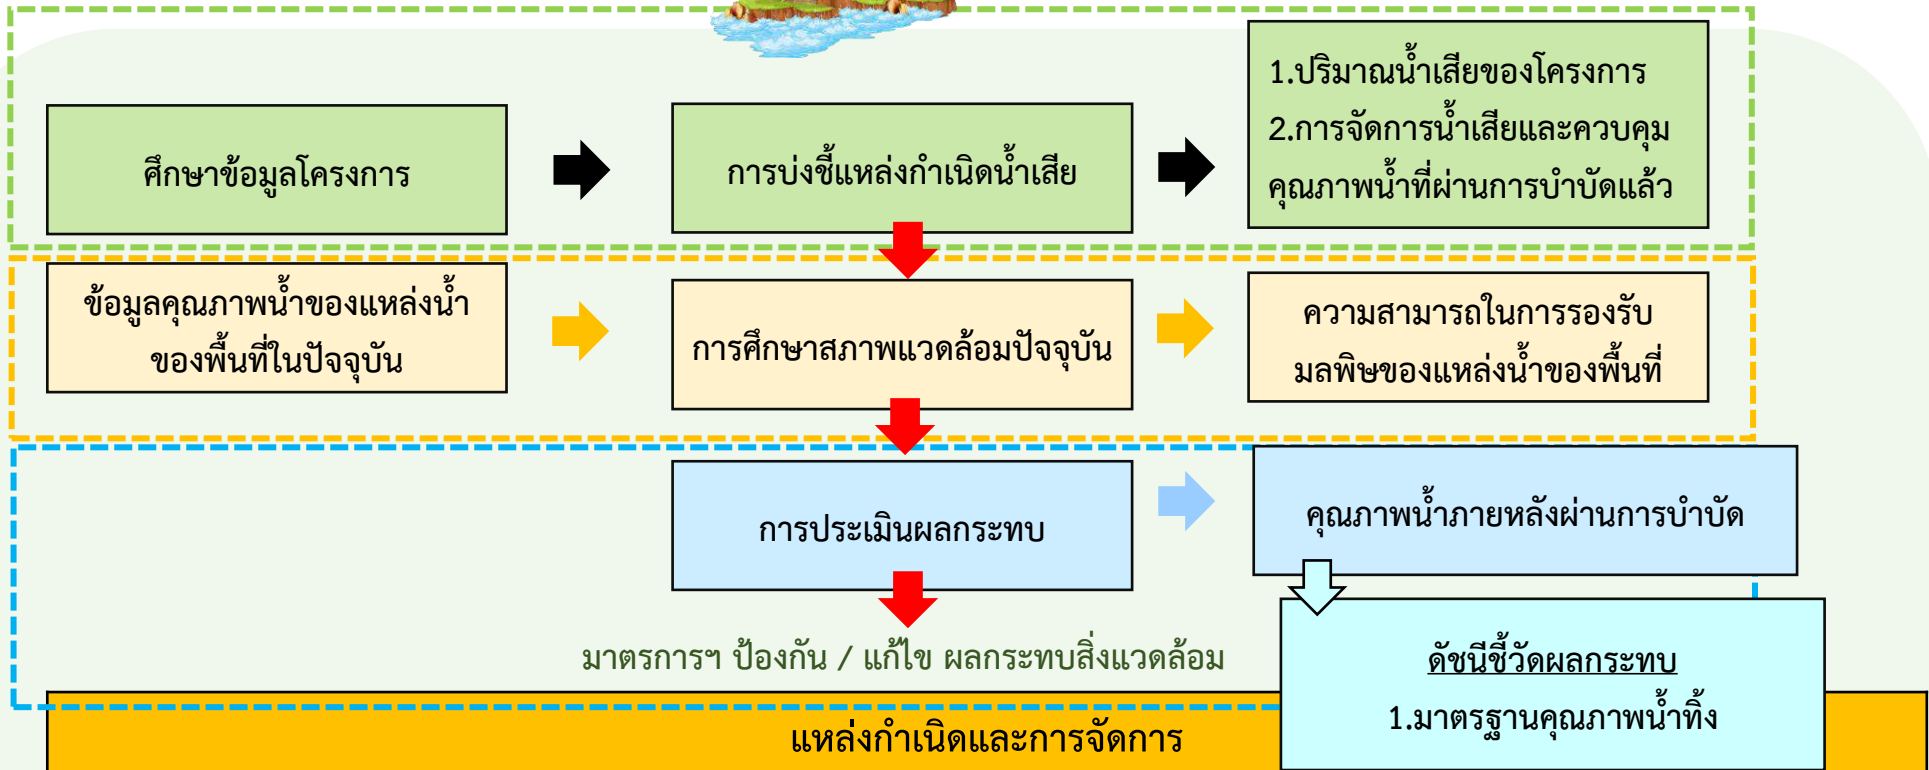 ศึกษาข้อมูลโครงการ
การบ่งชี้แหล่งกำเนิดน้ำเสีย
1.ปริมาณน้ำเสียของโครงการ
2.การจัดการน้ำเสียและควบคุม
คุณภาพน้ำที่ผ่านการบำบัดแล้ว
ข้อมูลคุณภาพน้ำของแหล่งน้ำ
ของพื้นที่ในปัจจุบัน
การศึกษาสภาพแวดล้อมปัจจุบัน
ความสามารถในการรองรับ
มลพิษของแหล่งน้ำของพื้นที่
การประเมินผลกระทบ
คุณภาพน้ำภายหลังผ่านการบำบัด
มาตรการฯ ป้องกัน / แก้ไข ผลกระทบสิ่งแวดล้อม
ดัชนีชี้วัดผลกระทบ
1.มาตรฐานคุณภาพน้ำทิ้ง
แหล่งกำเนิดและการจัดการ